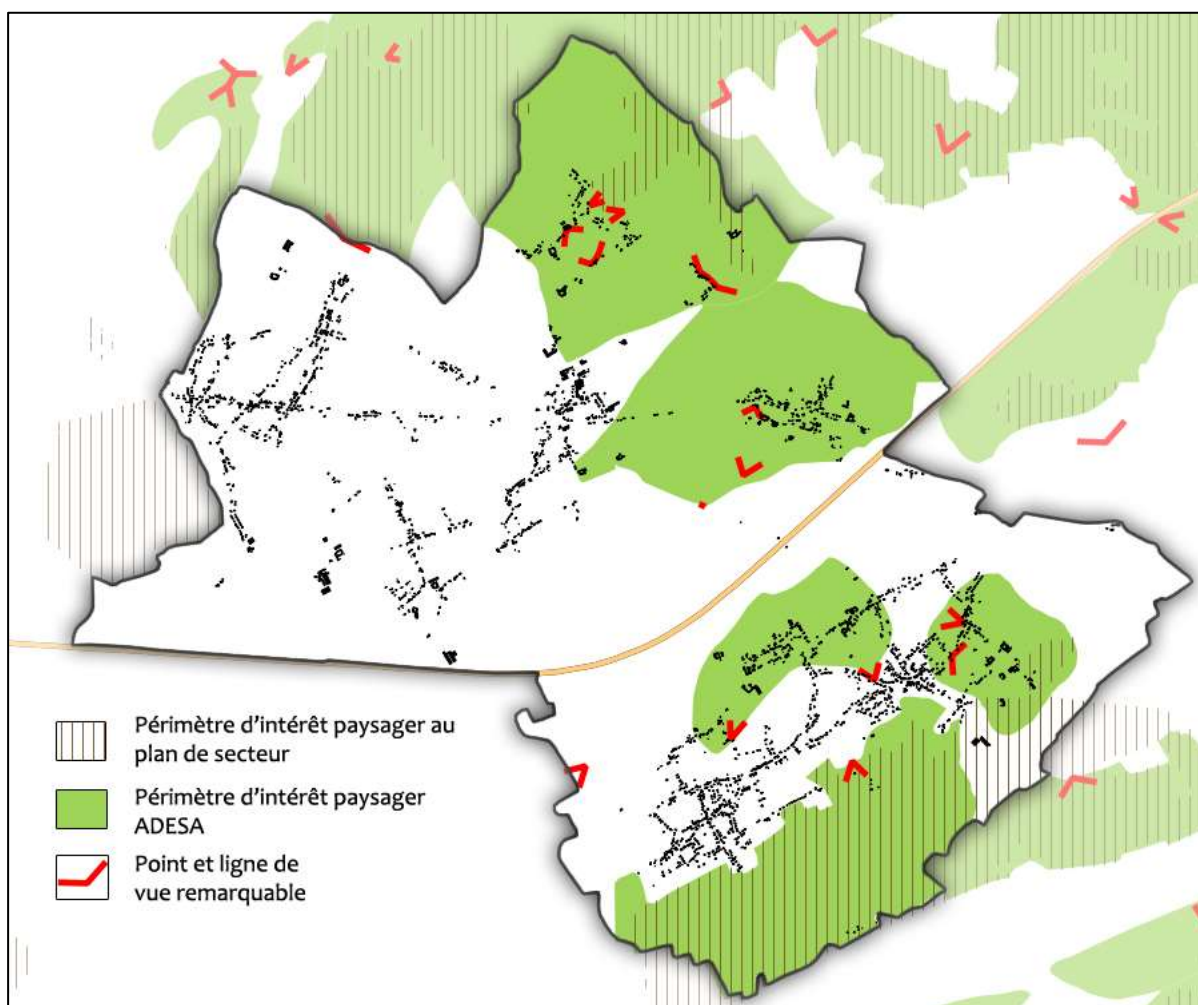 Périmètre d'intérêt paysager au
plan de secteur
Périmètre d'intérêt paysager
ADESA
Point et ligne de
vue remarquable